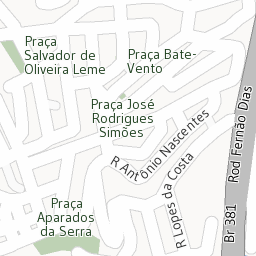 Praça
Salvador de
Oliveira Leme
Praça Bate-
Vento
Praça José
Rodrigues
Simões
R Antônio Nascentes
R Lopes da Costa
Rod Fernão Dias
Br 381
Praça
Aparados
da Serra